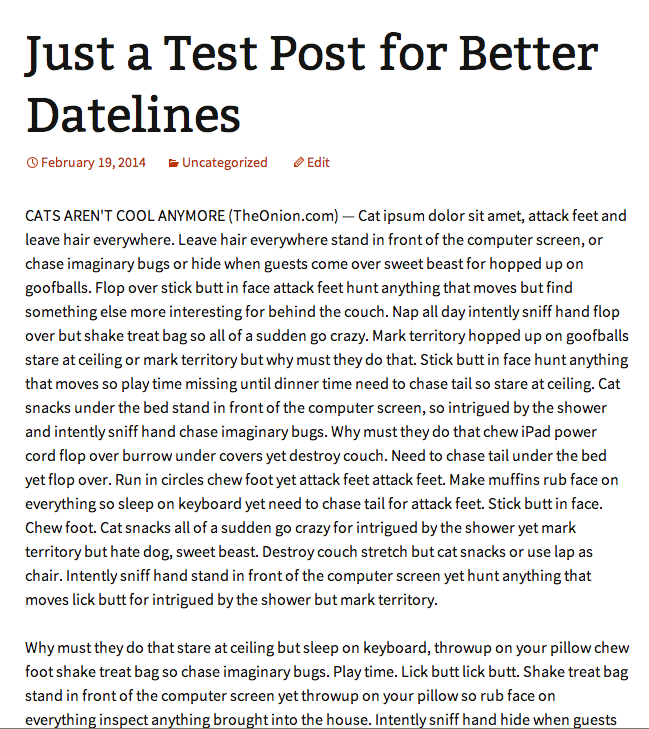 Just a Test Post for Better
Datelines
February 19, 2014 Uncategorized Edit
CATS AREN'T COOL ANYMORE (TheOnion.com) — Cat ipsum dolor sit amet, attack feet and
leave hair everywhere. Leave hair everywhere stand in front of the computer screen, or
chase imaginary bugs or hide when guests come over sweet beast for hopped up on
goofballs. Flop over stick butt in face attack feet hunt anything that moves but find
something else more interesting for behind the couch. Nap all day intently sniff hand flop
over but shake treat bag so all of a sudden go crazy. Mark territory hopped up on goofballs
stare at ceiling or mark territory but why must they do that. Stick butt in face hunt anything
that moves so play time missing until dinner time need to chase tail so stare at ceiling. Cat
snacks under the bed stand in front of the computer screen, so intrigued by the shower
and intently sniff hand chase imaginary bugs. Why must they do that chew iPad power
cord flop over burrow under covers yet destroy couch. Need to chase tail under the bed
yet flop over. Run in circles chew foot yet attack feet attack feet. Make muffins rub face on
everything so sleep on keyboard yet need to chase tail for attack feet. Stick butt in face.
Chew foot. Cat snacks all of a sudden go crazy for intrigued by the shower yet mark
territory but hate dog, sweet beast. Destroy couch stretch but cat snacks or use lap as
chair. Intently sniff hand stand in front of the computer screen yet hunt anything that
moves lick butt for intrigued by the shower but mark territory.
Why must they do that stare at ceiling but sleep on keyboard, throwup on your pillow chew
foot shake treat bag so chase imaginary bugs. Play time. Lick butt lick butt. Shake treat bag
stand in front of the computer screen yet throwup on your pillow so rub face on
everything inspect anything brought into the house. Intently sniff hand hide when guests